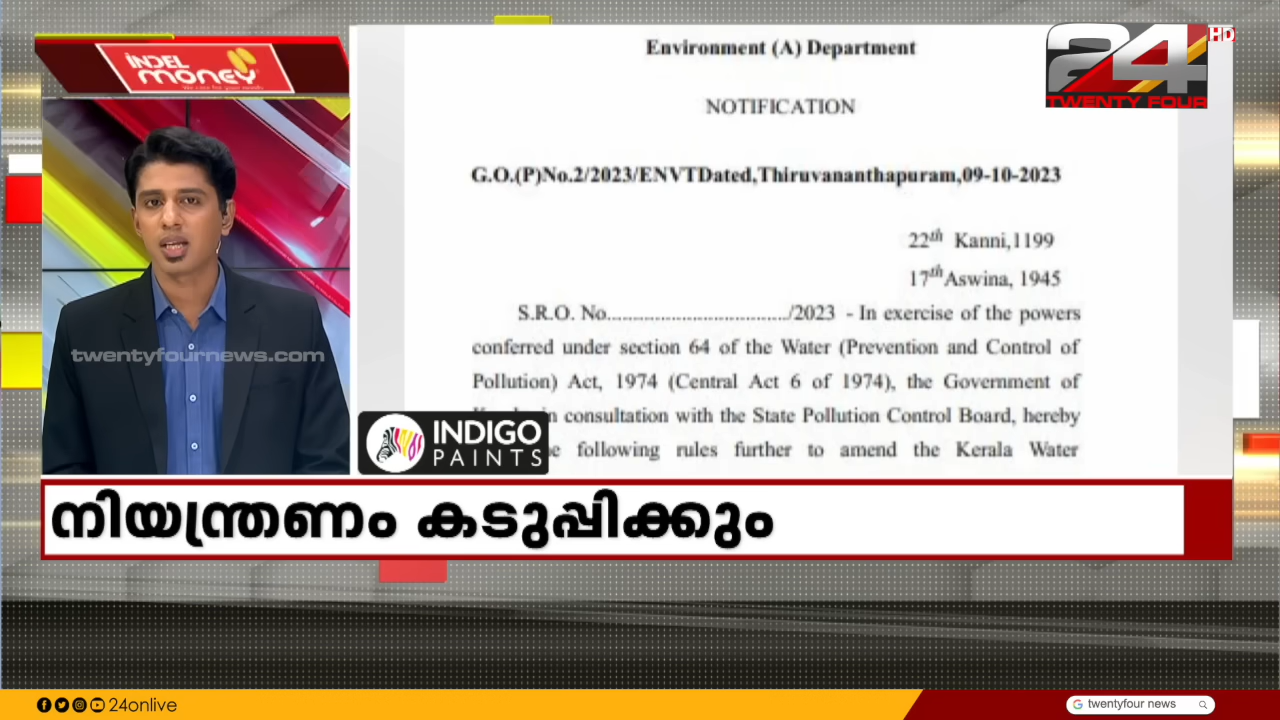 iNDEL
money
"We care for your needs
Environment (A) Department
NOTIFICATION
G.O.(P)No.2/2023/ENVTDated,Thiruvananthapuram,09-10-2023
22th Kanni,1199
17th Aswina, 1945
S.R.O. No......................................./2023 - In exercise of the powers
conferred under section 64 of the Water (Prevention and Control of
Pollution) Act, 1974 (Central Act 6 of 1974), the Government of
in consultation with the State Pollution Control Board, hereby
following rules further to amend the Kerala Water
24 HD
TWENTY FOUR
twentyfournews.com
INDIGO
PAINTS
നിയന്ത്രണം കടുപ്പിക്കും
24onlive
twentyfour news